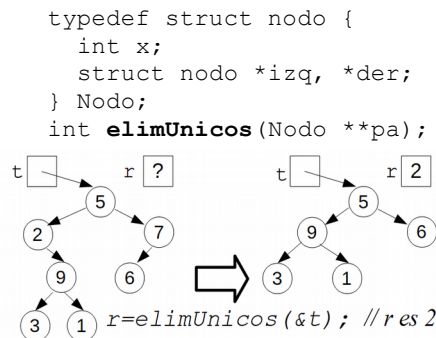 typedef struct nodo {
int x;
struct nodo *izq, *der;
} Nodo;
int elimUnicos(Nodo **pa);
t r ? t r 2
5 5
2 7 9 6
9 6 3 1
3 1 r=elimUnicos(&t); // r es 2